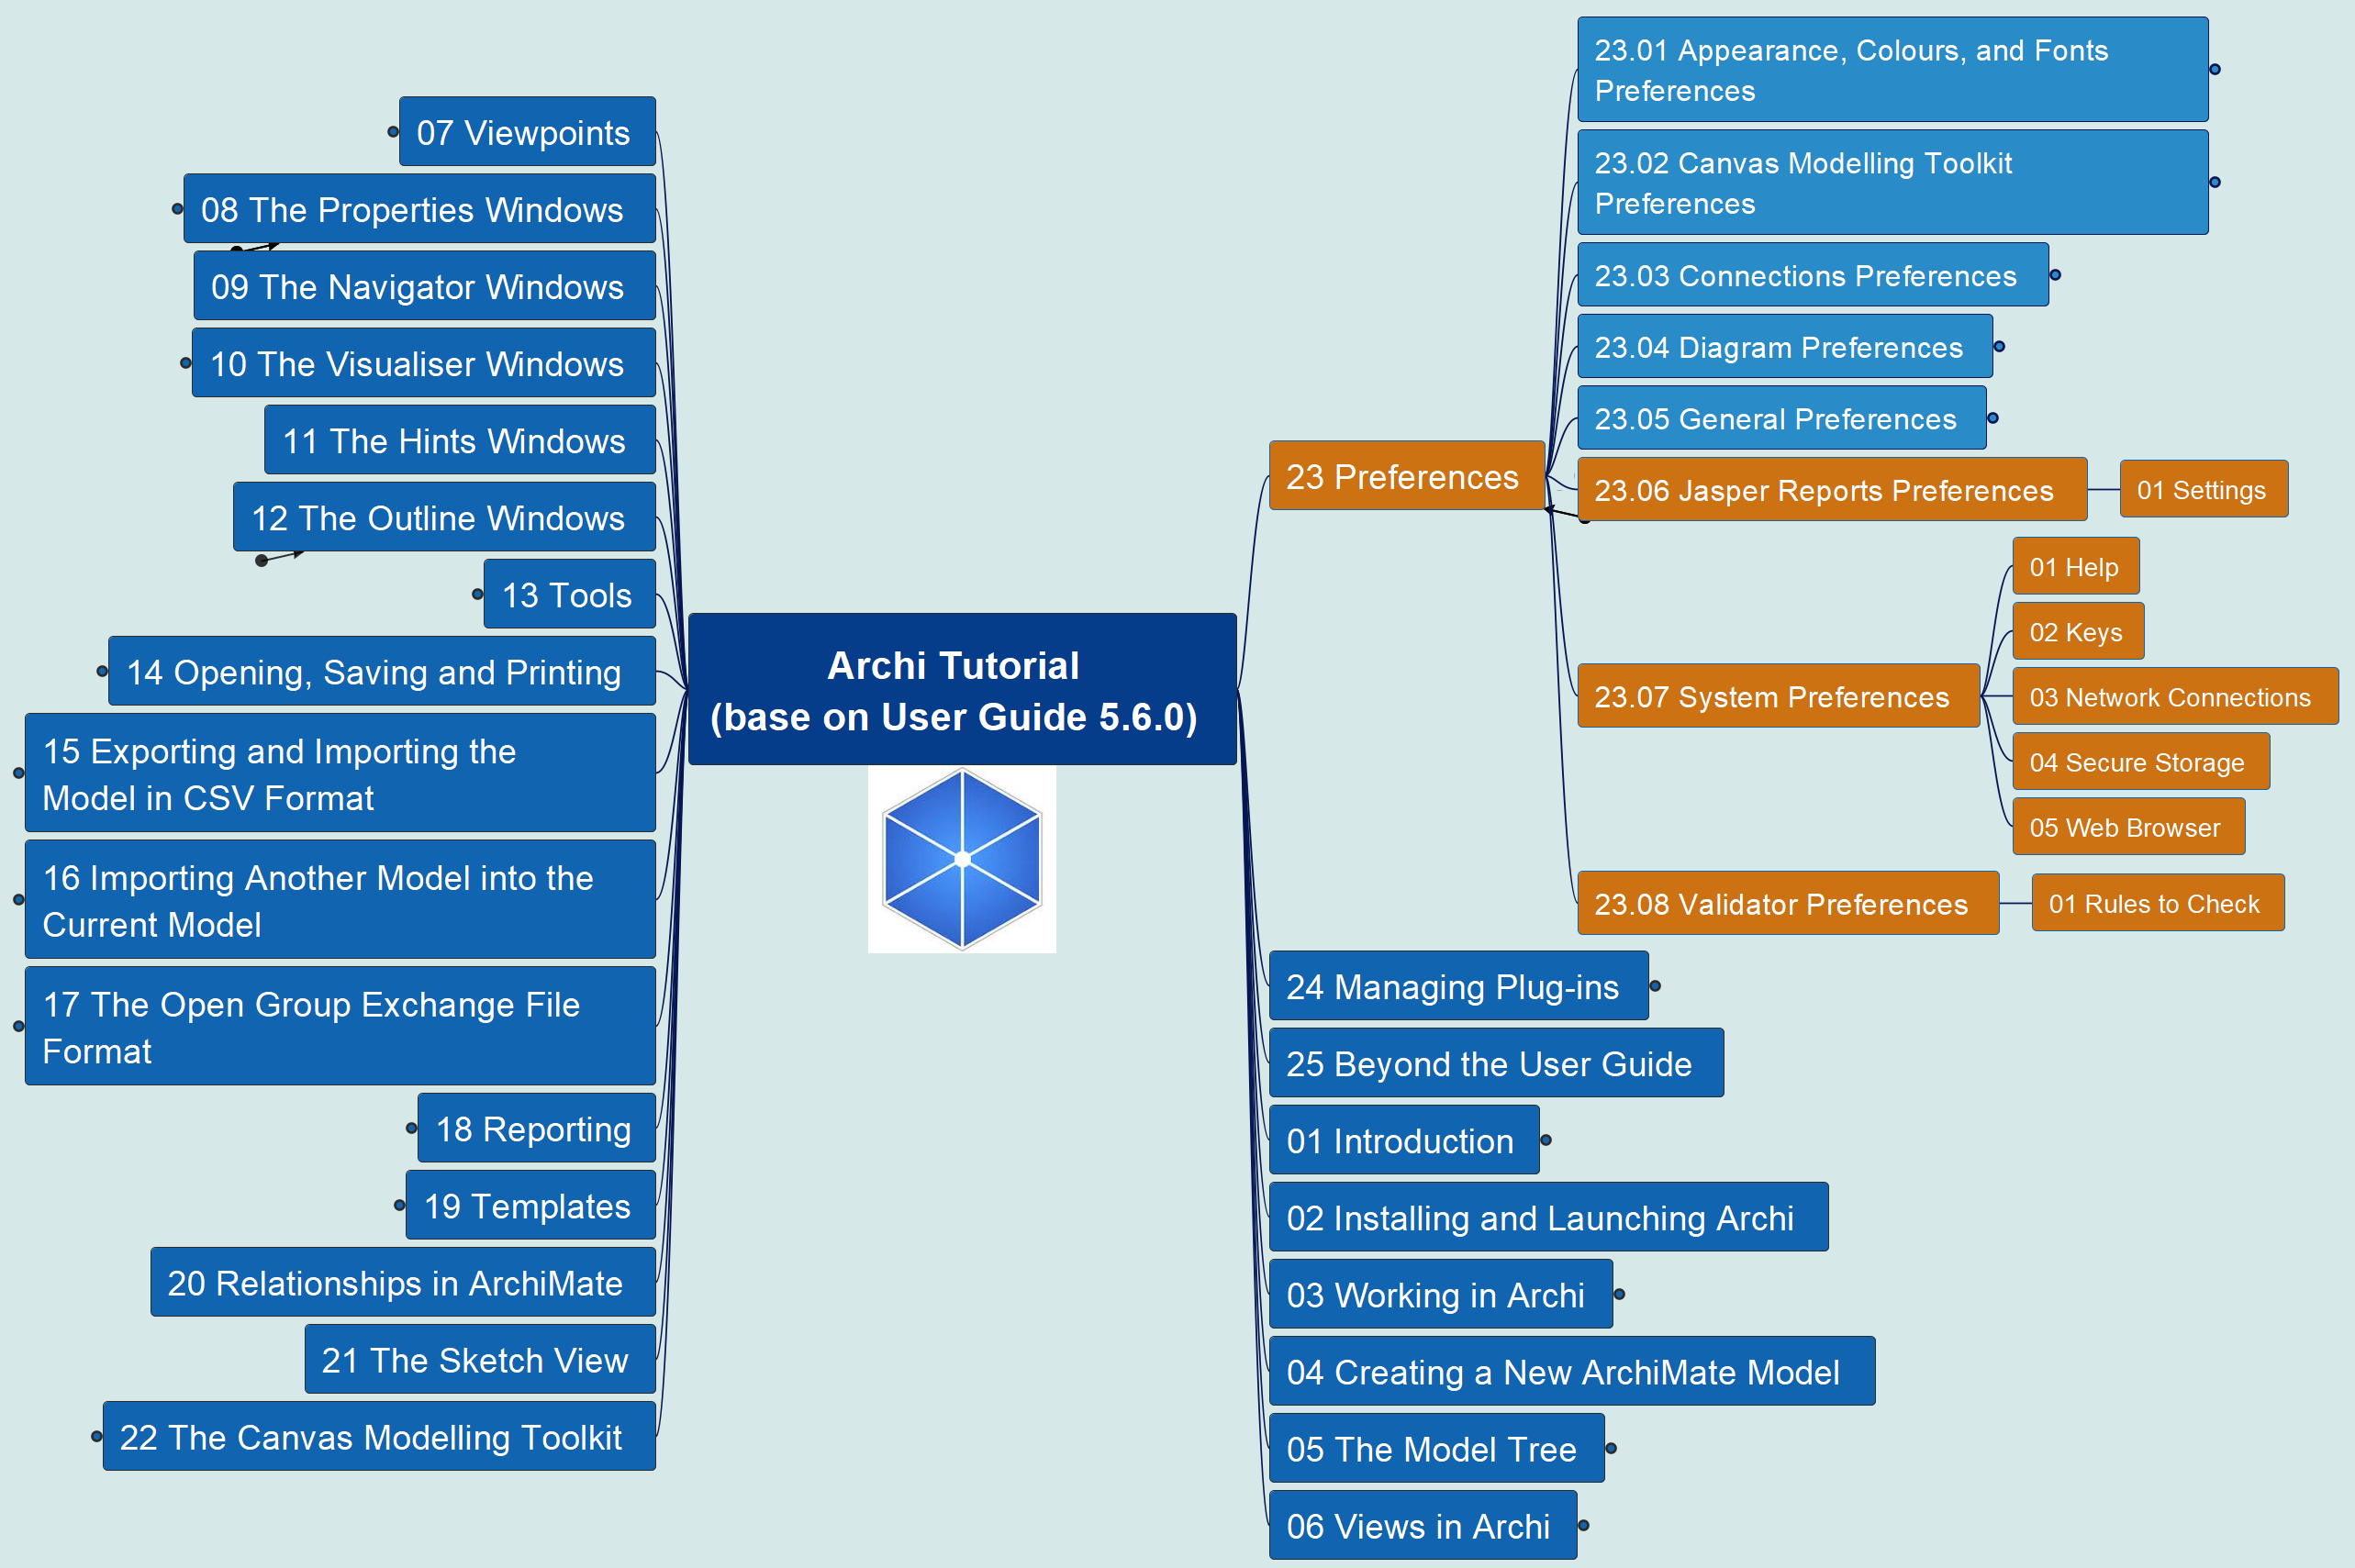 07 Viewpoints
08 The Properties Windows
09 The Navigator Windows
10 The Visualiser Windows
11 The Hints Windows
12 The Outline Windows
13 Tools
14 Opening, Saving and Printing
15 Exporting and Importing the
Model in CSV Format
16 Importing Another Model into the
Current Model
17 The Open Group Exchange File
Format
18 Reporting
19 Templates
20 Relationships in ArchiMate
21 The Sketch View
22 The Canvas Modelling Toolkit
Archi Tutorial
(base on User Guide 5.6.0)
23 Preferences
23.01 Appearance, Colours, and Fonts
Preferences
23.02 Canvas Modelling Toolkit
Preferences
23.03 Connections Preferences
23.04 Diagram Preferences
23.05 General Preferences
23.06 Jasper Reports Preferences
01 Settings
23.07 System Preferences
01 Help
02 Keys
03 Network Connections
04 Secure Storage
05 Web Browser
23.08 Validator Preferences
01 Rules to Check
24 Managing Plug-ins
25 Beyond the User Guide
01 Introduction
02 Installing and Launching Archi
03 Working in Archi
04 Creating a New ArchiMate Model
05 The Model Tree
06 Views in Archi